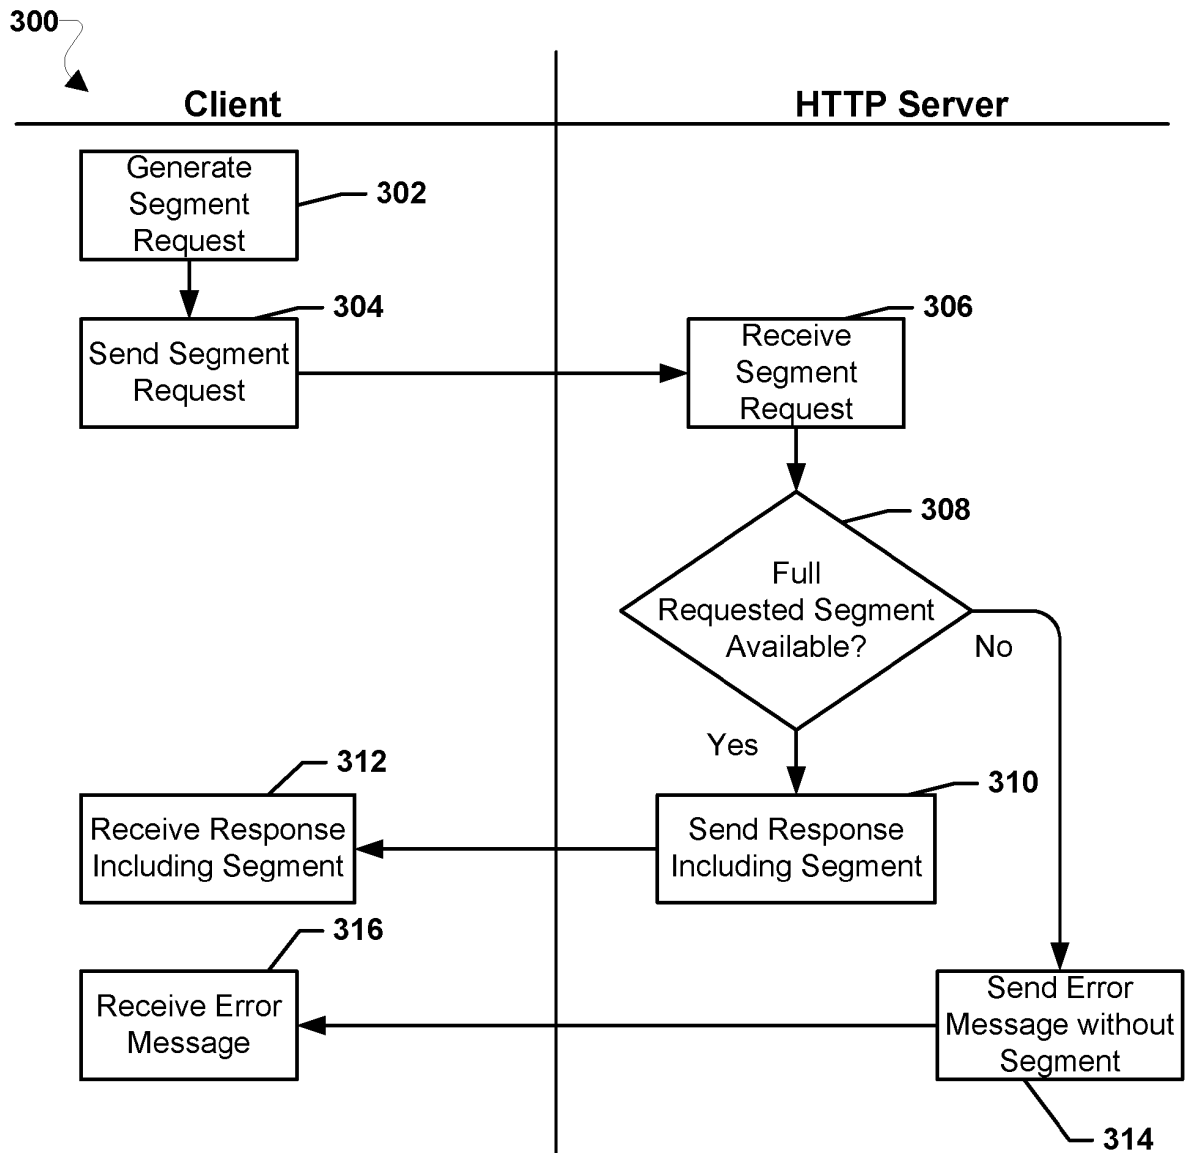 300
Client
HTTP Server
Generate
Segment
Request
302
304
Send Segment
Request
306
Receive
Segment
Request
308
Full
Requested Segment
Available?
No
Yes
312
Receive Response
Including Segment
310
Send Response
Including Segment
316
Receive Error
Message
Send Error
Message without
Segment
314